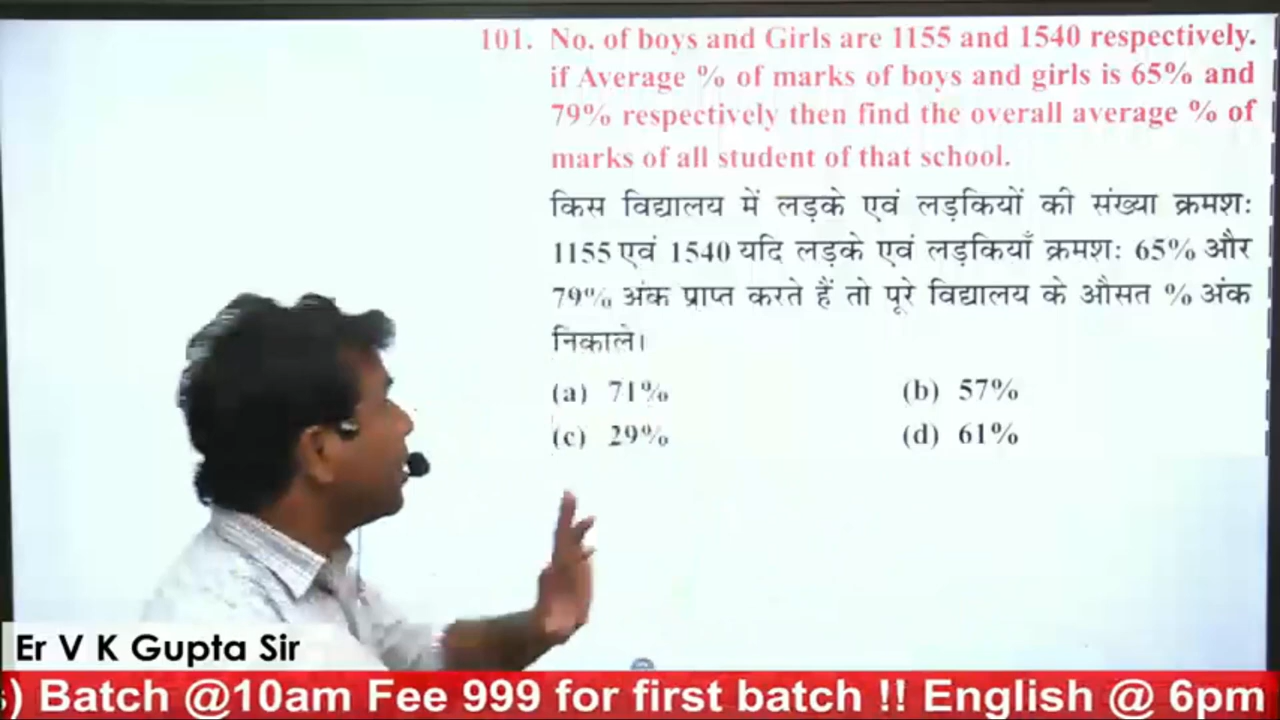 101. No. of boys and Girls are 1155 and 1540 respectively.
if Average % of marks of boys and girls is 65% and
79% respectively then find the overall average % of
marks of all student of that school.
किस विद्यालय में लड़के एवं लड़कियों की संख्या क्रमशः
1155 एवं 1540 यदि लड़के एवं लड़कियाँ क्रमशः 65% और
79% अंक प्राप्त करते हैं तो पूरे विद्यालय के औसत % अंक
निकाले।
(a) 71% (b) 57%
(c) 29% (d) 61%
Er V K Gupta Sir
) Batch @10am Fee 999 for first batch !! English @ 6pm